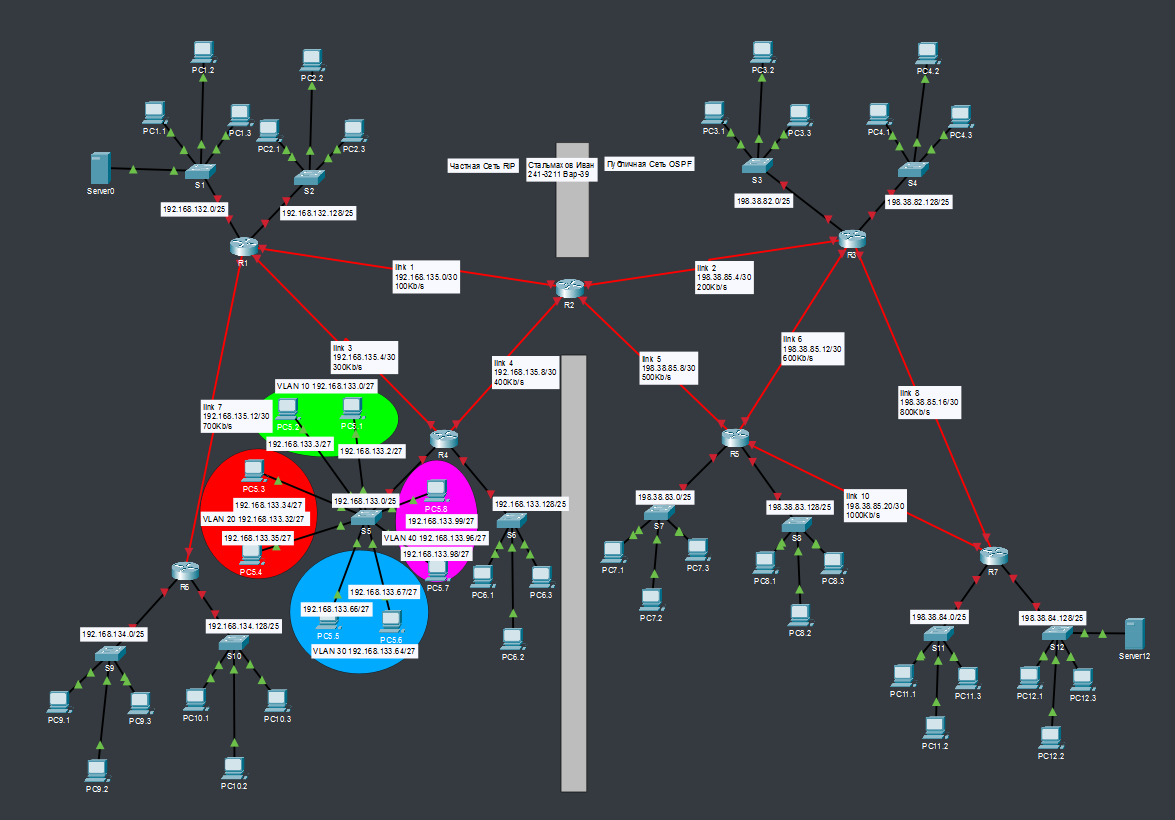 PC1.2
PC2.2
PC3.2
PC4.2
PC1.1
PC1.3
PC2.1
PC2.3
PC3.1
PC3.3
PC4.1
PC4.3
Server0
S1
S2
S3
S4
Частная Сеть RIP
Стальмахов Иван
241-3211 Вар-39
Публичная Сеть OSPF
192.168.132.0/25
192.168.132.128/25
198.38.82.0/25
198.38.82.128/25
R1
R2
R3
link 1
192.168.135.0/30
100Kb/s
link 2
198.38.85.4/30
200Kb/s
link 3
192.168.135.4/30
300Kb/s
link 4
192.168.135.8/30
400Kb/s
link 5
198.38.85.8/30
500Kb/s
link 6
198.38.85.12/30
600Kb/s
link 7
192.168.135.12/30
700Kb/s
link 8
198.38.85.16/30
800Kb/s
VLAN 10 192.168.133.0/27
PC5.2
PC5.1
192.168.133.3/27
192.168.133.2/27
R4
R5
PC5.3
192.168.133.34/27
VLAN 20 192.168.133.32/27
192.168.133.35/27
PC5.4
192.168.133.0/25
S5
PC5.8
192.168.133.99/27
VLAN 40 192.168.133.96/27
192.168.133.98/27
PC5.7
192.168.133.128/25
S6
PC6.1
PC6.3
PC6.2
198.38.83.0/25
S7
PC7.1
PC7.3
PC7.2
198.38.83.128/25
S8
PC8.1
PC8.3
PC8.2
link 10
198.38.85.20/30
1000Kb/s
R6
R7
192.168.133.67/27
192.168.133.66/27
PC5.5
PC5.6
VLAN 30 192.168.133.64/27
192.168.134.0/25
192.168.134.128/25
S9
S10
PC9.1
PC9.3
PC10.1
PC10.3
PC9.2
PC10.2
198.38.84.0/25
198.38.84.128/25
S11
S12
Server12
PC11.1
PC11.3
PC12.1
PC12.3
PC11.2
PC12.2